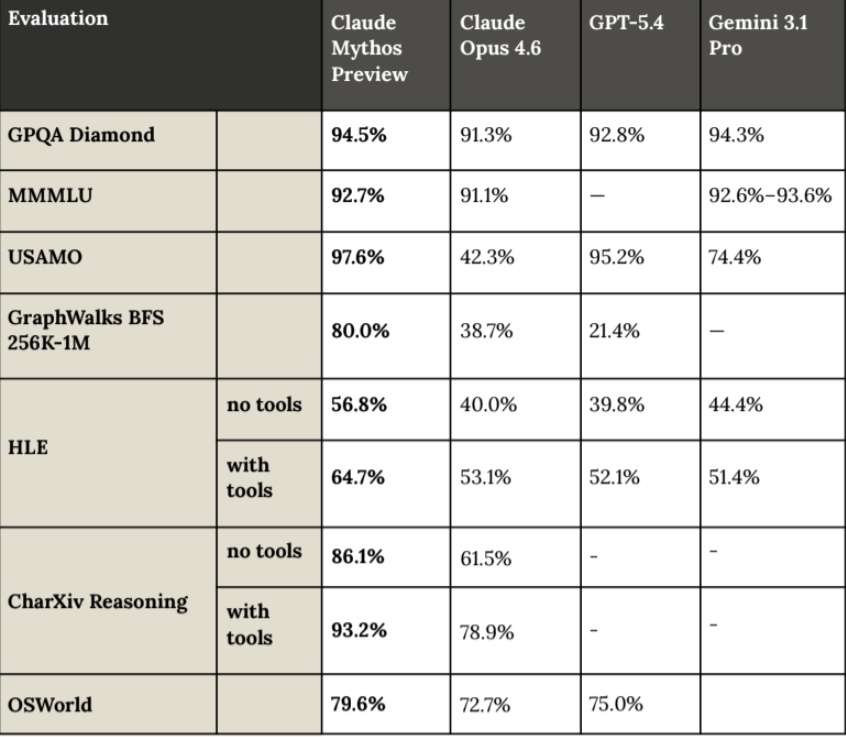 Evaluation
Claude
Mythos
Preview
Claude
Opus 4.6
GPT-5.4
Gemini 3.1
Pro
GPQA Diamond
94.5%
91.3%
92.8%
94.3%
MMMLU
92.7%
91.1%
—
92.6%–93.6%
USAMO
97.6%
42.3%
95.2%
74.4%
GraphWalks BFS
256K-1M
80.0%
38.7%
21.4%
—
HLE
no tools
56.8%
40.0%
39.8%
44.4%
with
tools
64.7%
53.1%
52.1%
51.4%
CharXiv Reasoning
no tools
86.1%
61.5%
-
-
with
tools
93.2%
78.9%
-
-
OSWorld
79.6%
72.7%
75.0%